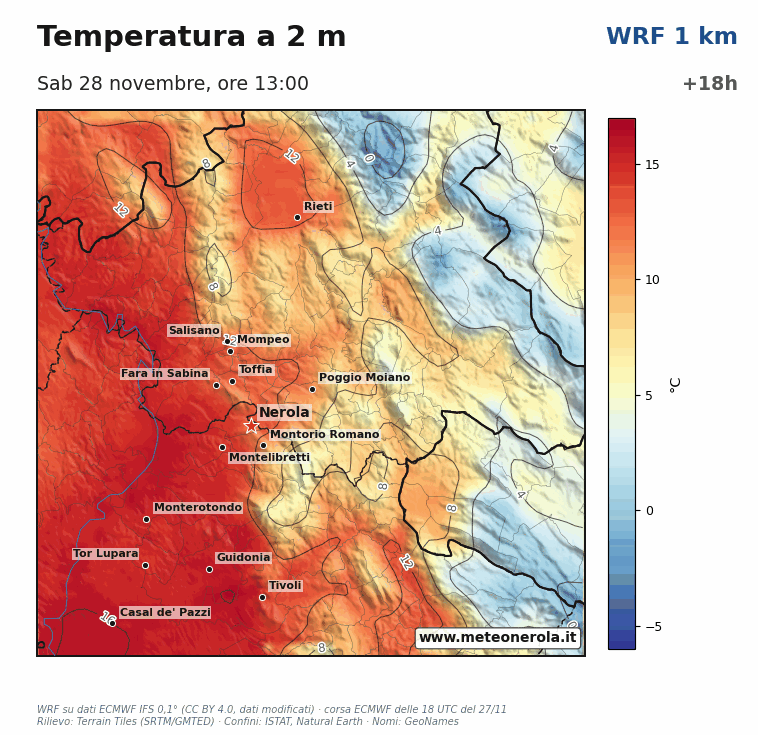 Temperatura a 2 m
WRF 1 km
Sab 28 novembre, ore 13:00
+18h
0
4
4
12
8
12
Rieti
4
8
15
10
5
0
−5
°C
Salisano
12
Mompeo
Fara in Sabina
Toffia
Poggio Moiano
Nerola
Montorio Romano
Montelibretti
8
4
8
Monterotondo
Tor Lupara
Guidonia
12
Tivoli
16
Casal de' Pazzi
0
8
www.meteonerola.it
WRF su dati ECMWF IFS 0,1° (CC BY 4.0, dati modificati) · corsa ECMWF delle 18 UTC del 27/11
Rilievo: Terrain Tiles (SRTM/GMTED) · Confini: ISTAT, Natural Earth · Nomi: GeoNames